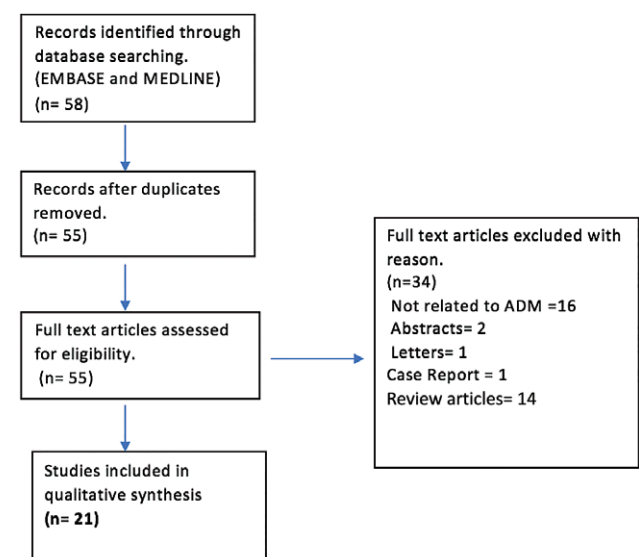 Records identified through
database searching.
(EMBASE and MEDLINE)
(n= 58)
Records after duplicates
removed.
(n= 55)
Full text articles assessed
for eligibility.
(n= 55)
Full text articles excluded with
reason.
(n=34)
Not related to ADM =16
Abstracts= 2
Letters= 1
Case Report = 1
Review articles= 14
Studies included in
qualitative synthesis
(n= 21)